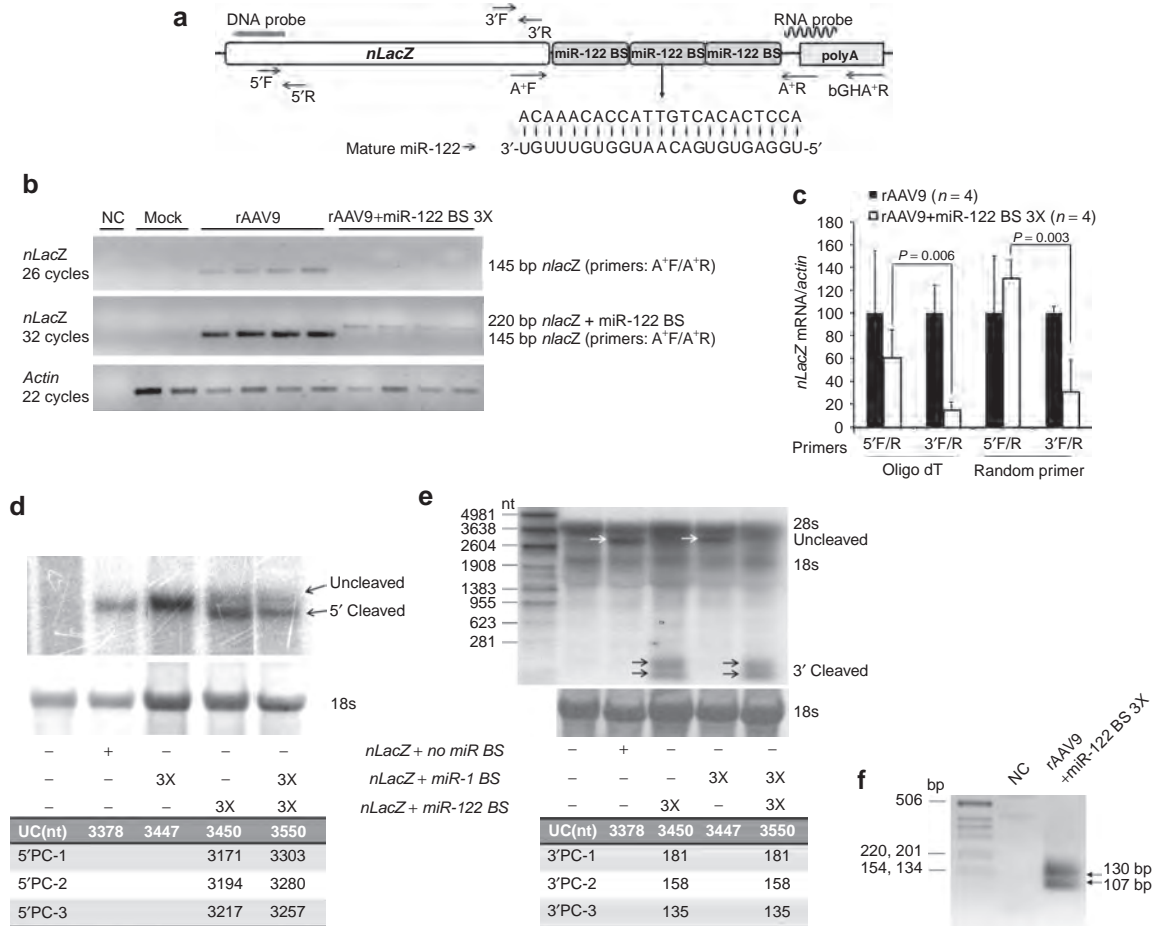 a
DNA probe
3′F
3′R
RNA probe
nLacZ
miR-122 BS
miR-122 BS
miR-122 BS
polyA
5′F
5′R
A+F
A+R
bGHA+R
ACAAACACCATTGTCACACTCCA
Mature miR-122
3′-UGUUUGUGGUAACAGUGUGAGGU-5′
b
NC Mock rAAV9 rAAV9+miR-122 BS 3X
nLacZ
26 cycles
145 bp nlacZ (primers: A+F/A+R)
nLacZ
32 cycles
220 bp nlacZ + miR-122 BS
145 bp nlacZ (primers: A+F/A+R)
Actin
22 cycles
c
rAAV9 (n = 4)
rAAV9+miR-122 BS 3X (n = 4)
nLacZ mRNA/actin
180
160
140
120
100
80
60
40
20
0
P = 0.006
P = 0.003
Primers 5′F/R 3′F/R 5′F/R 3′F/R
Oligo dT Random primer
d
Uncleaved
5′ Cleaved
18s
– + – – –
– – 3X – 3X
– – – 3X 3X
nLacZ + no miR BS
nLacZ + miR-1 BS
nLacZ + miR-122 BS
UC(nt) 3378 3447 3450 3550
5′PC-1 3171 3303
5′PC-2 3194 3280
5′PC-3 3217 3257
e
nt
4981
3638
2604
1908
1383
955
623
281
28s
Uncleaved
18s
3′ Cleaved
18s
– + – – –
– – – 3X 3X
– – 3X – 3X
UC(nt) 3378 3450 3447 3550
3′PC-1 181 181
3′PC-2 158 158
3′PC-3 135 135
f
bp
NC
rAAV9
+miR-122 BS 3X
506
220, 201
154, 134
130 bp
107 bp